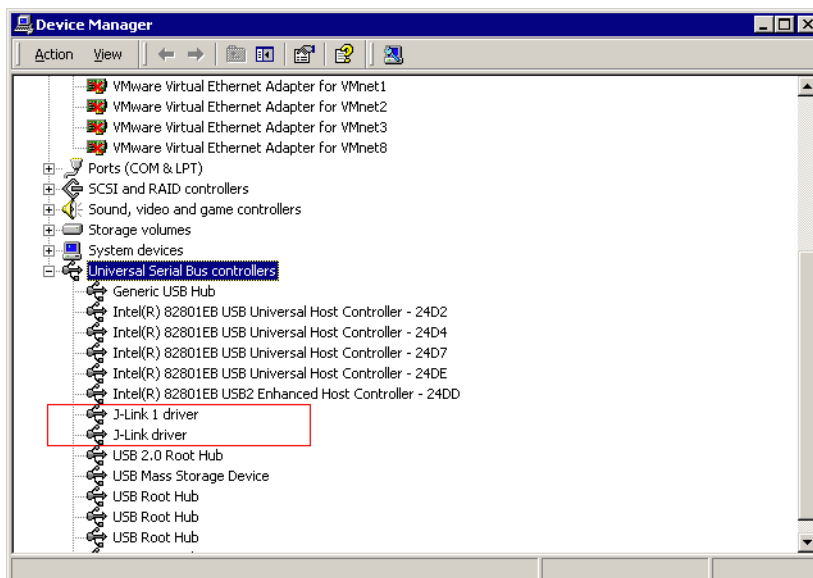 Device Manager
Action View
VMware Virtual Ethernet Adapter for VMnet1
VMware Virtual Ethernet Adapter for VMnet2
VMware Virtual Ethernet Adapter for VMnet3
VMware Virtual Ethernet Adapter for VMnet8
Ports (COM & LPT)
SCSI and RAID controllers
Sound, video and game controllers
Storage volumes
System devices
Universal Serial Bus controllers
Generic USB Hub
Intel(R) 82801EB USB Universal Host Controller - 24D2
Intel(R) 82801EB USB Universal Host Controller - 24D4
Intel(R) 82801EB USB Universal Host Controller - 24D7
Intel(R) 82801EB USB Universal Host Controller - 24DE
Intel(R) 82801EB USB2 Enhanced Host Controller - 24DD
J-Link 1 driver
J-Link driver
USB 2.0 Root Hub
USB Mass Storage Device
USB Root Hub
USB Root Hub
USB Root Hub